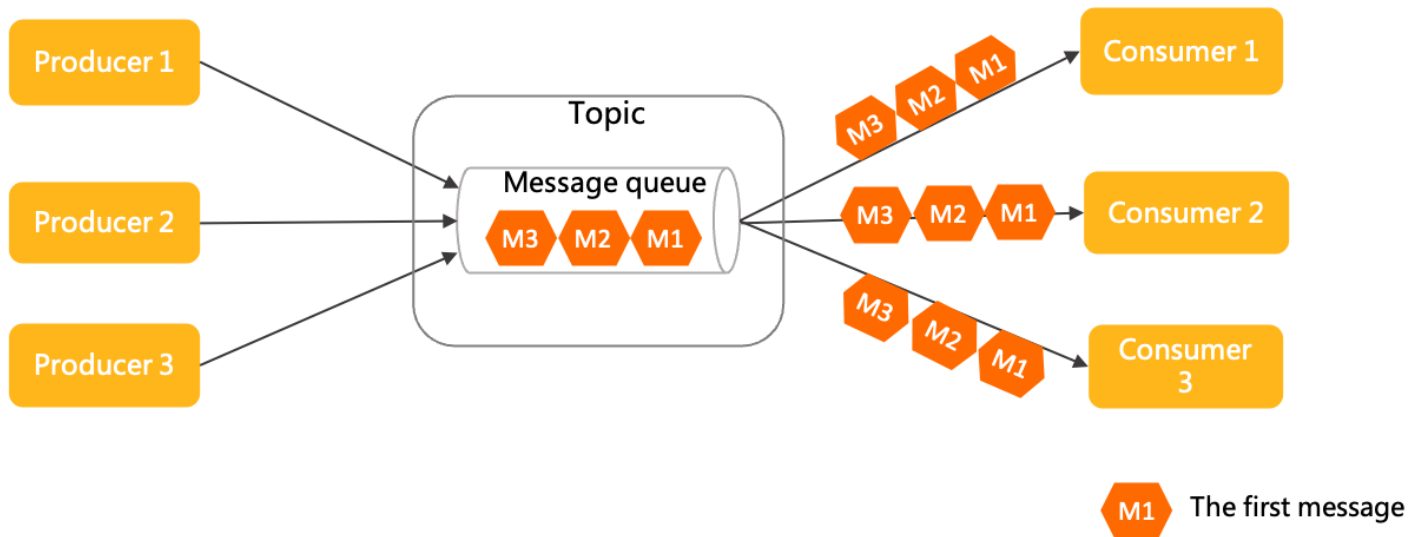 Producer 1
Producer 2
Producer 3
Topic
Message queue
M3 M2 M1
M3 M2 M1
M3 M2 M1
M3 M2 M1
Consumer 1
Consumer 2
Consumer
3
M1 The first message